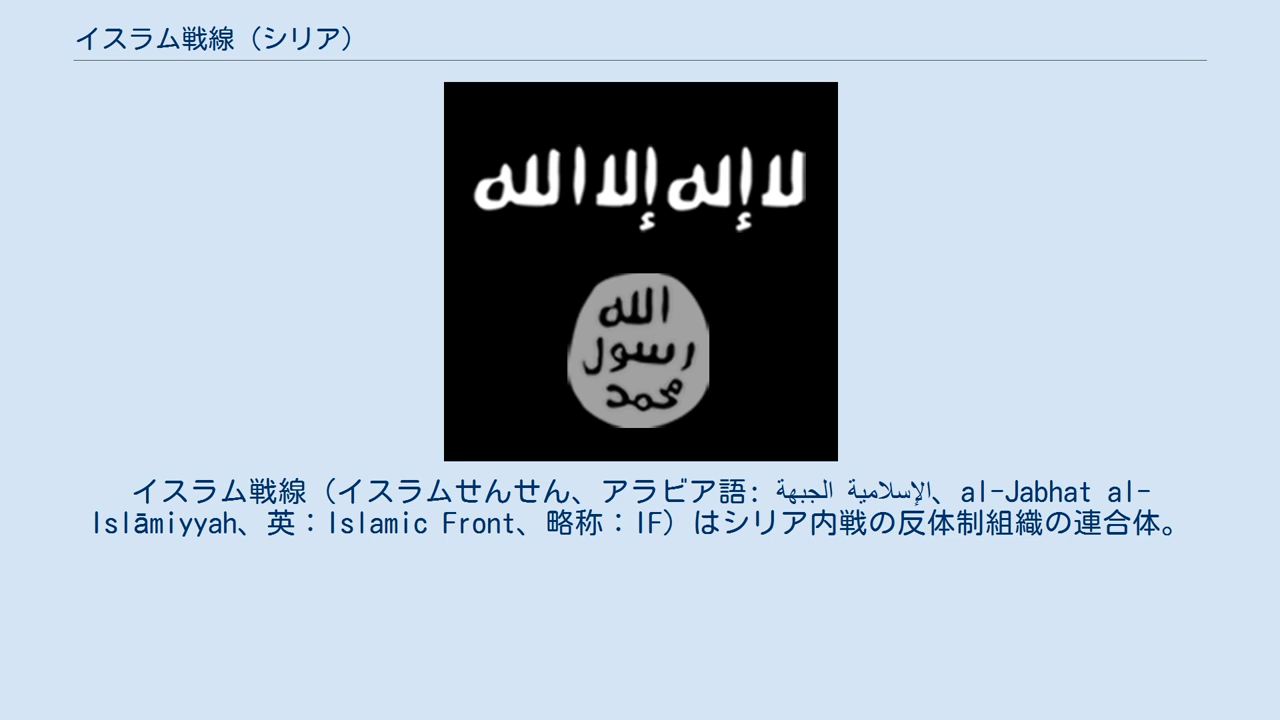 イスラム戦線（シリア）
لا إله إلا الله
الله
رسول
محمد
イスラム戦線（イスラムせんせん、アラビア語: الجبهة الإسلامية、al-Jabhat al-
Islāmiyyah、英：Islamic Front、略称：IF）はシリア内戦の反体制組織の連合体。